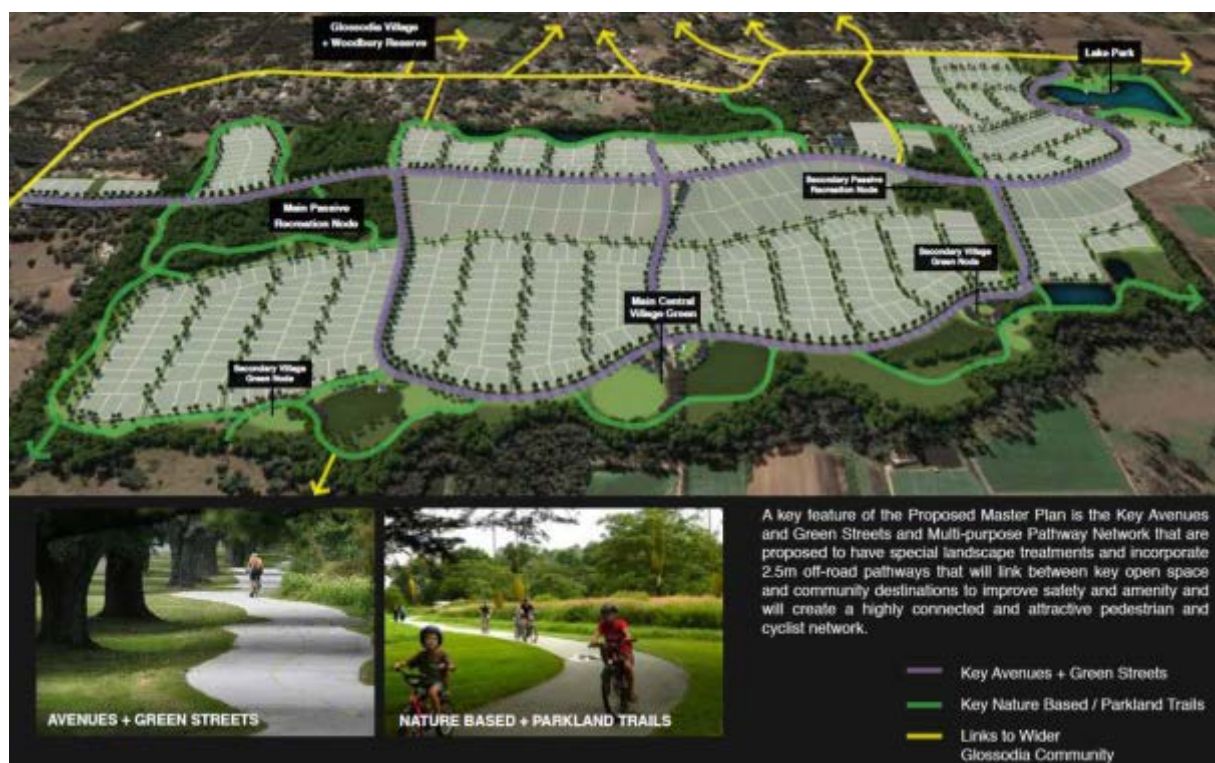 Glossodia Village
+ Woodbury Reserve
Lake Park
Secondary Passive
Recreation Node
Main Passive
Recreation Node
Secondary Village
Green Node
Main Central
Village Green
Secondary Village
Green Node
A key feature of the Proposed Master Plan is the Key Avenues
and Green Streets and Multi-purpose Pathway Network that are
proposed to have special landscape treatments and incorporate
2.5m off-road pathways that will link between key open space
and community destinations to improve safety and amenity and
will create a highly connected and attractive pedestrian and
cyclist network.
AVENUES + GREEN STREETS
NATURE BASED + PARKLAND TRAILS
Key Avenues + Green Streets
Key Nature Based / Parkland Trails
Links to Wider
Glossodia Community